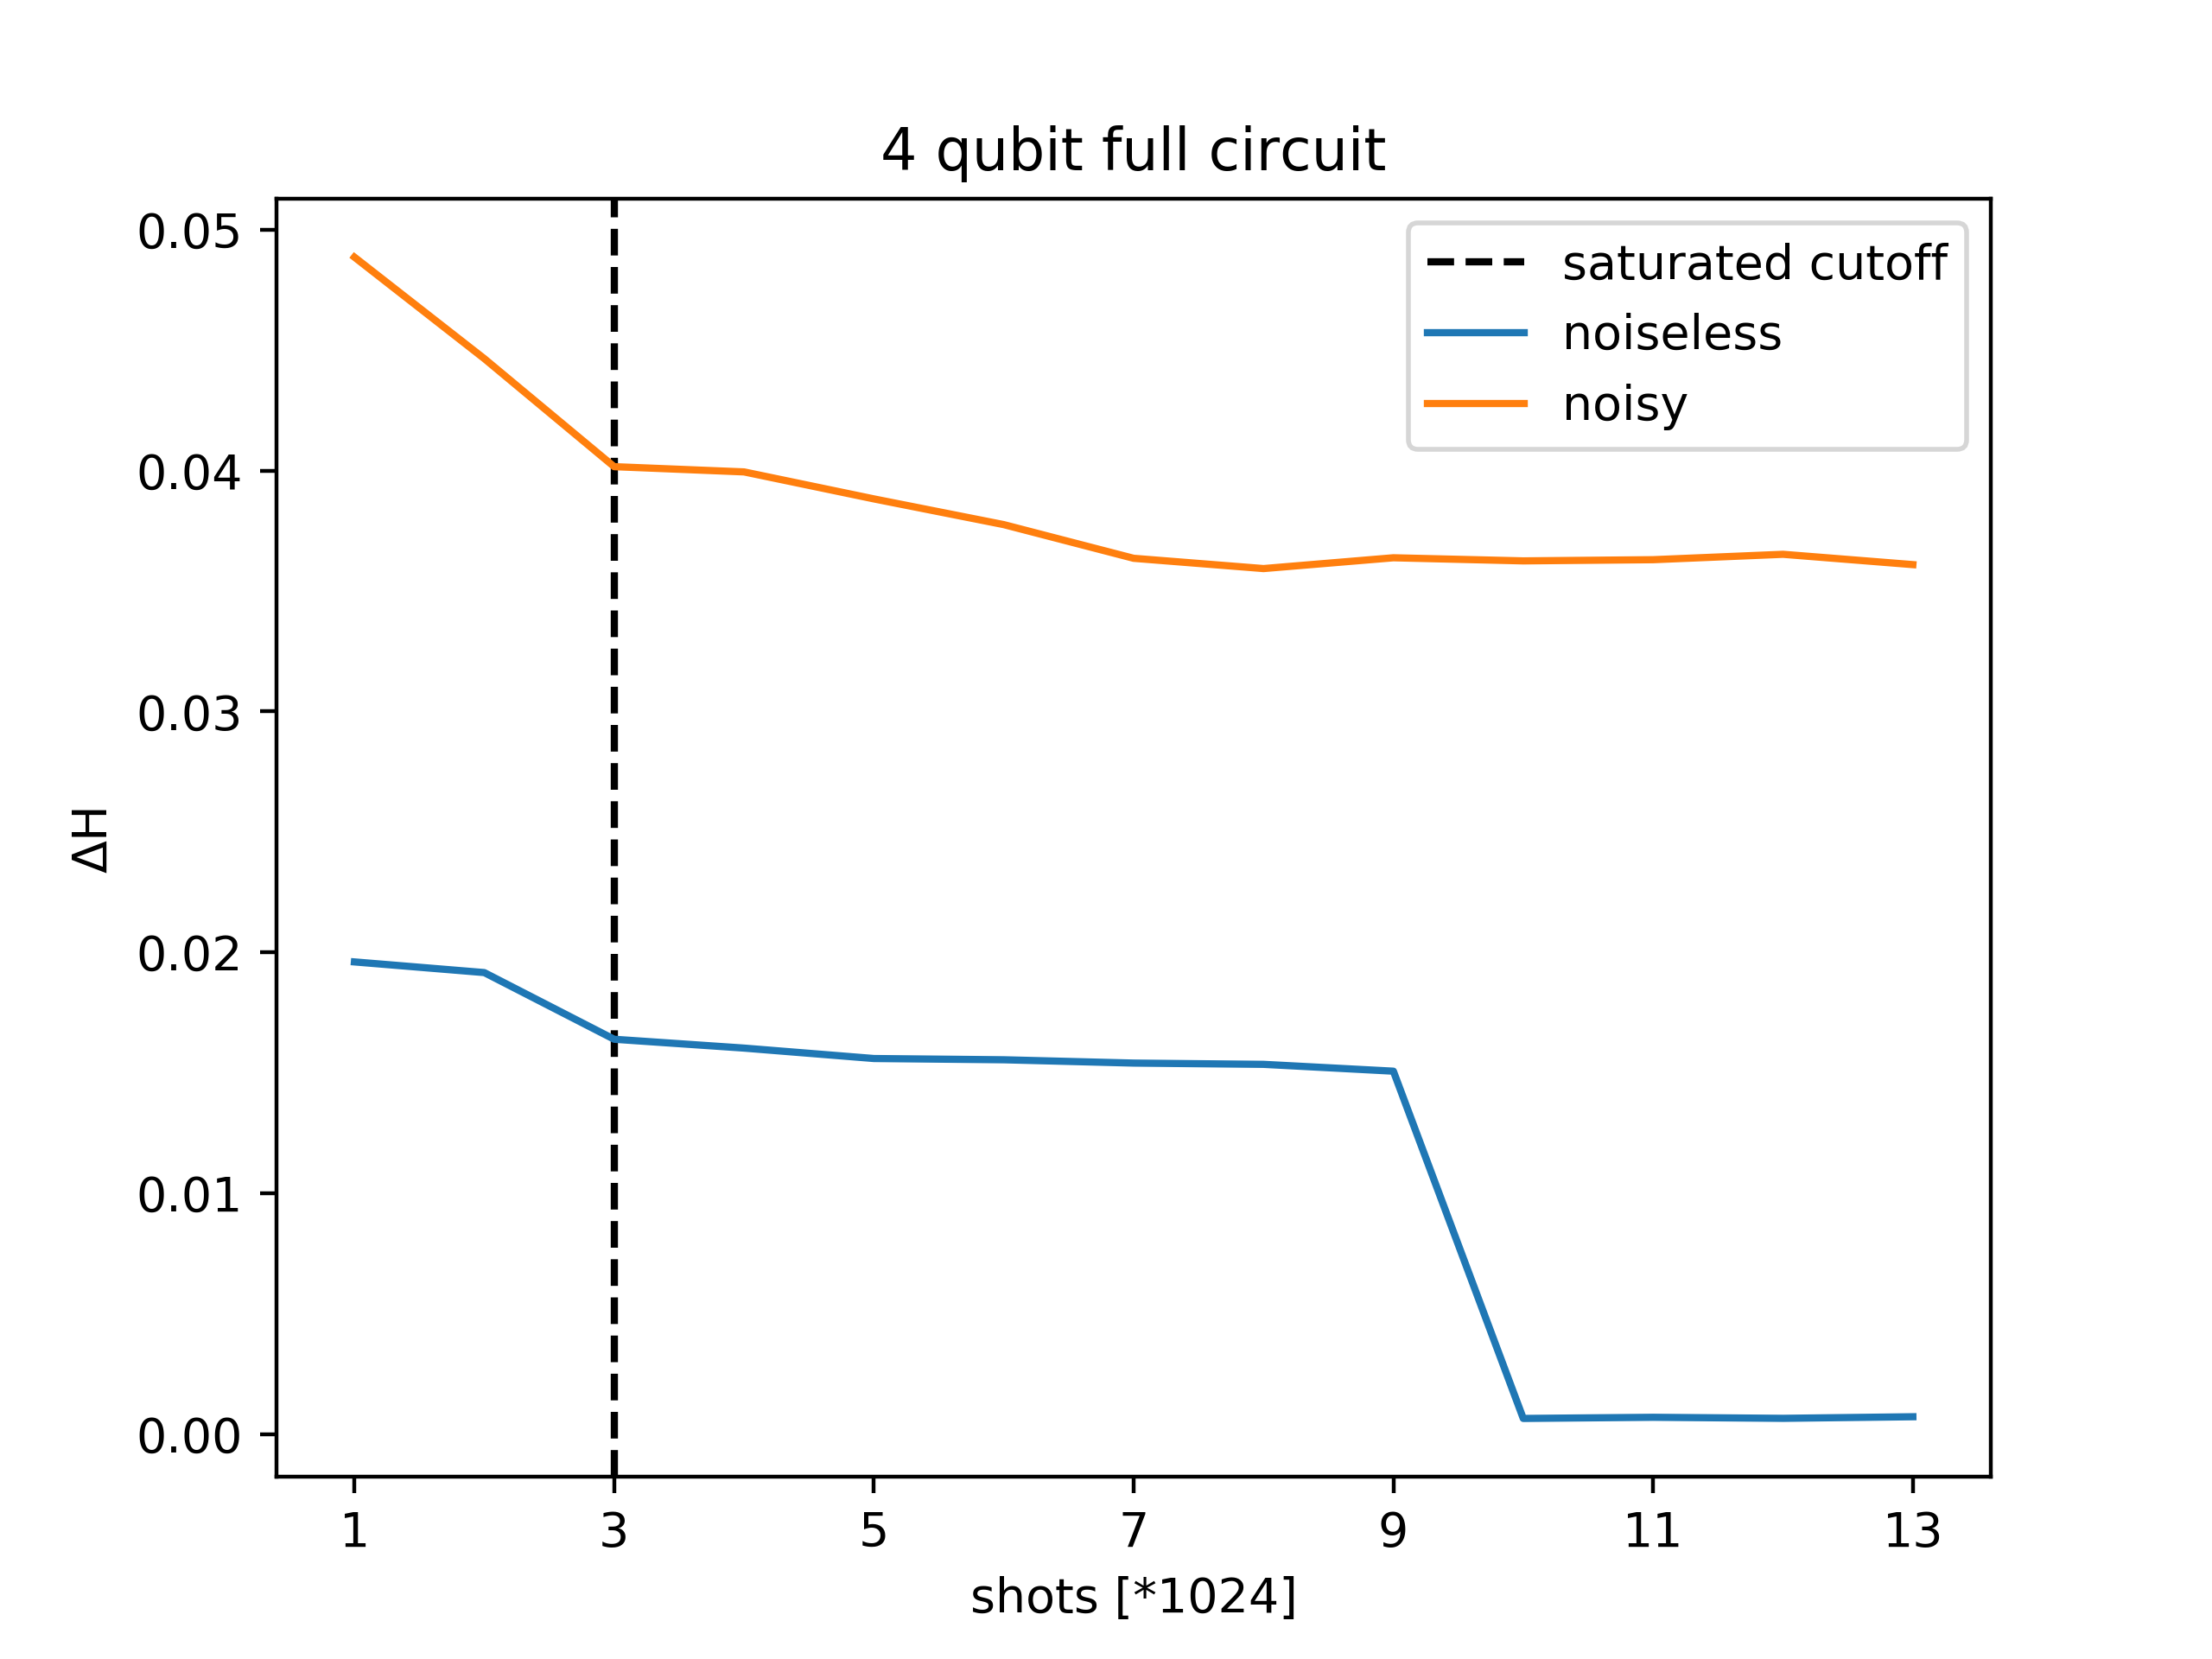 4 qubit full circuit
saturated cutoff
noiseless
noisy
0.05
0.04
0.03
0.02
0.01
0.00
ΔH
1 3 5 7 9 11 13
shots [*1024]